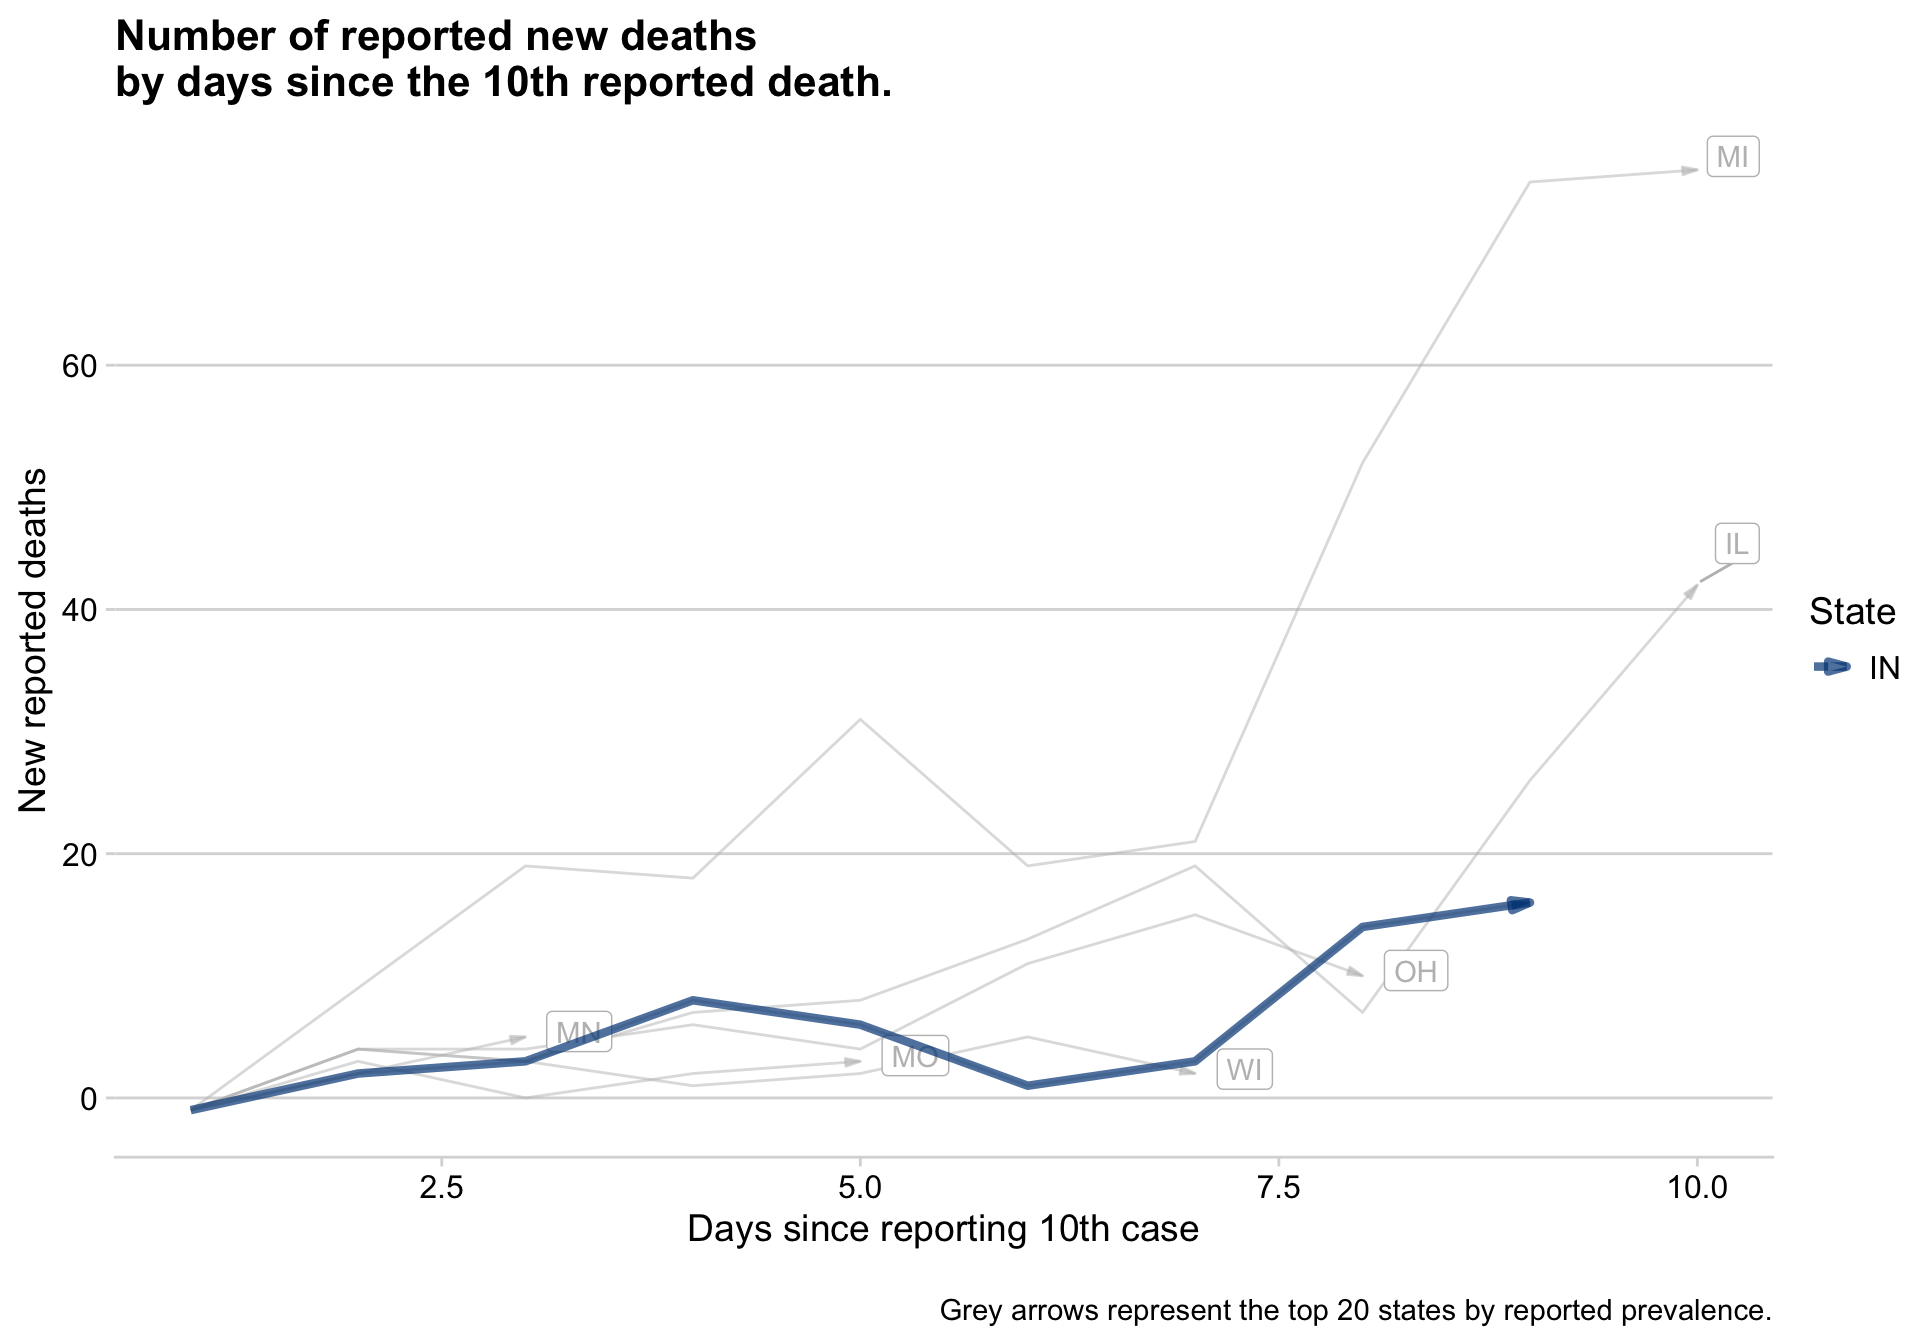 Number of reported new deaths
by days since the 10th reported death.
MI
60
IL
New reported deaths
40
State
IN
20
OH
MN
MO
WI
0
2.5 5.0 7.5 10.0
Days since reporting 10th case
Grey arrows represent the top 20 states by reported prevalence.